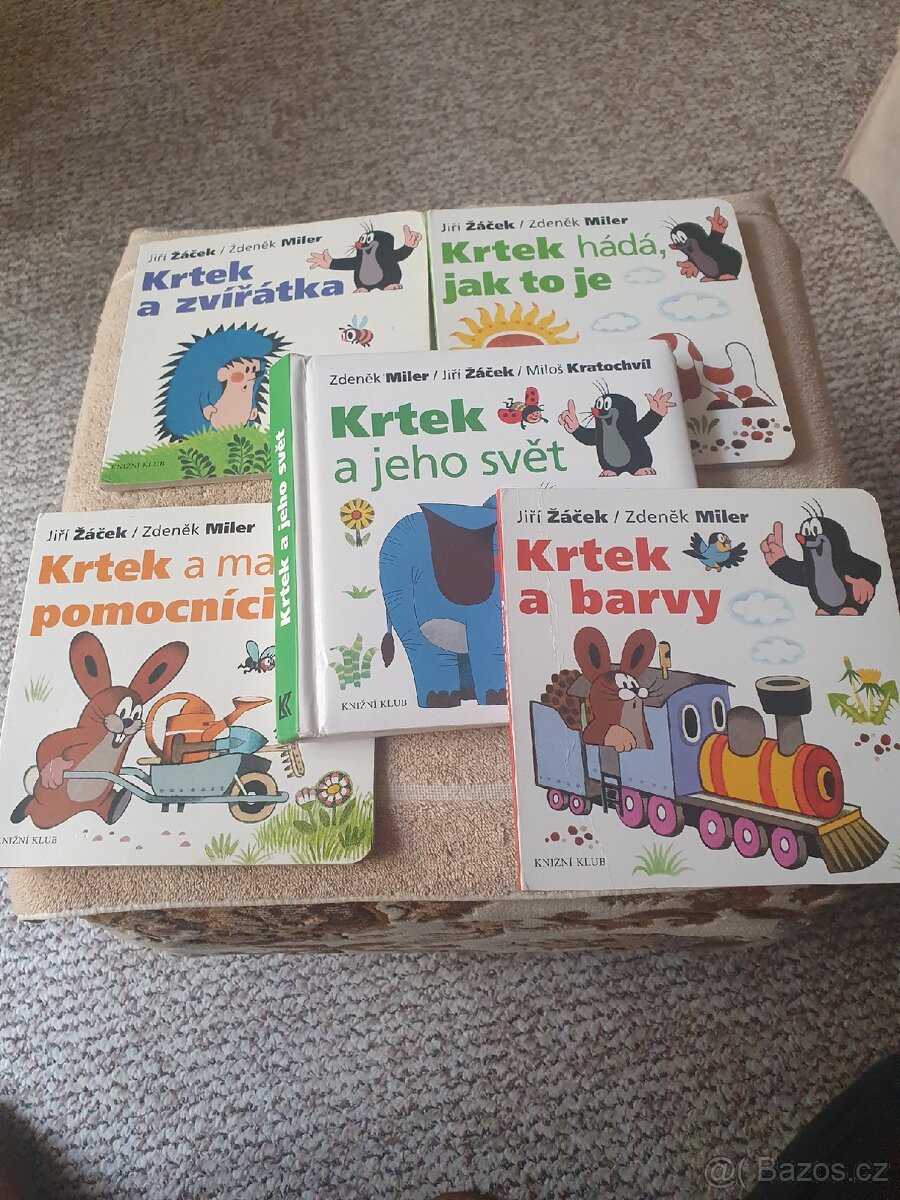 Jiří Žáček / Zdeněk Miler
Krtek
a zvířátka
KNIŽNÍ KLUB
Jiří Žáček / Zdeněk Miler
Krtek hádá,
jak to je
Krtek a jeho svět
Zdeněk Miler / Jiří Žáček / Miloš Kratochvíl
Krtek
a jeho svět
KNIŽNÍ KLUB
Jiří Žáček / Zdeněk Miler
Krtek a ma
pomocníci
KNIŽNÍ KLUB
Jiří Žáček / Zdeněk Miler
Krtek
a barvy
KNIŽNÍ KLUB
@( Bazos.cz